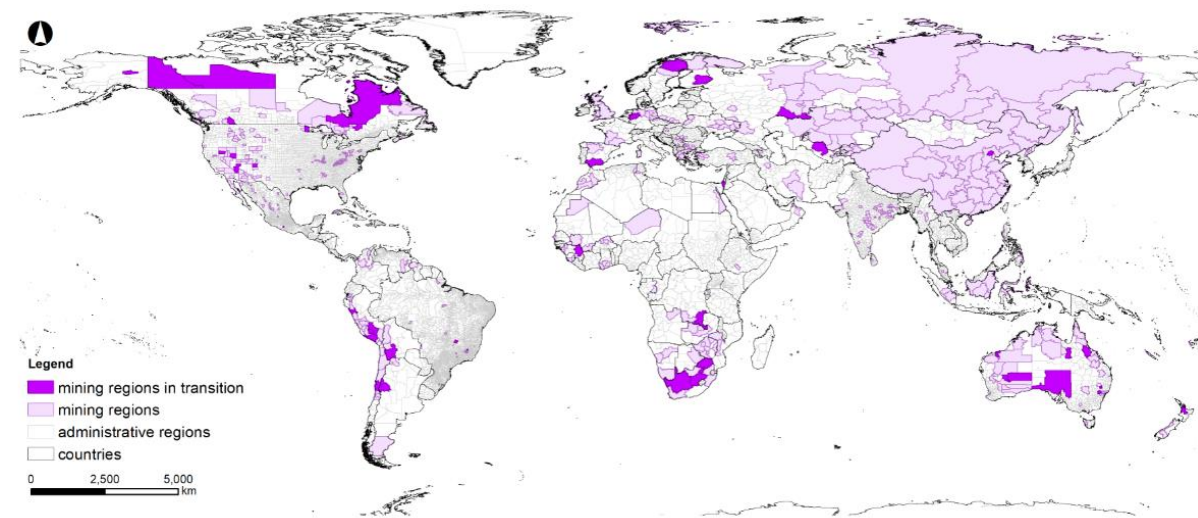 Legend
mining regions in transition
mining regions
administrative regions
countries
0 2,500 5,000
km